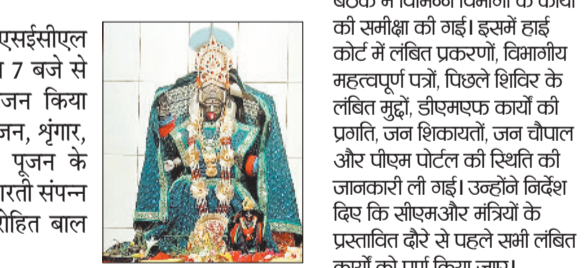 एसईसीएल
7 बजे से
जन किया
जन, शृंगार,
पूजन के
रती संपन्न
रोहित बाल
बैठक में विभिन्न विभागों के कार्यों
की समीक्षा की गई। इसमें हाई
कोर्ट में लंबित प्रकरणों, विभागीय
महत्वपूर्ण पत्रों, पिछले शिविर के
लंबित मुद्दों, डीएमएफ कार्यों की
प्रगति, जन शिकायतों, जन चौपाल
और पीएम पोर्टल की स्थिति की
जानकारी ली गई। उन्होंने निर्देश
दिए कि सीएमऔर मंत्रियों के
प्रस्तावित दौरे से पहले सभी लंबित
कार्यों को पूर्ण किया जाए।